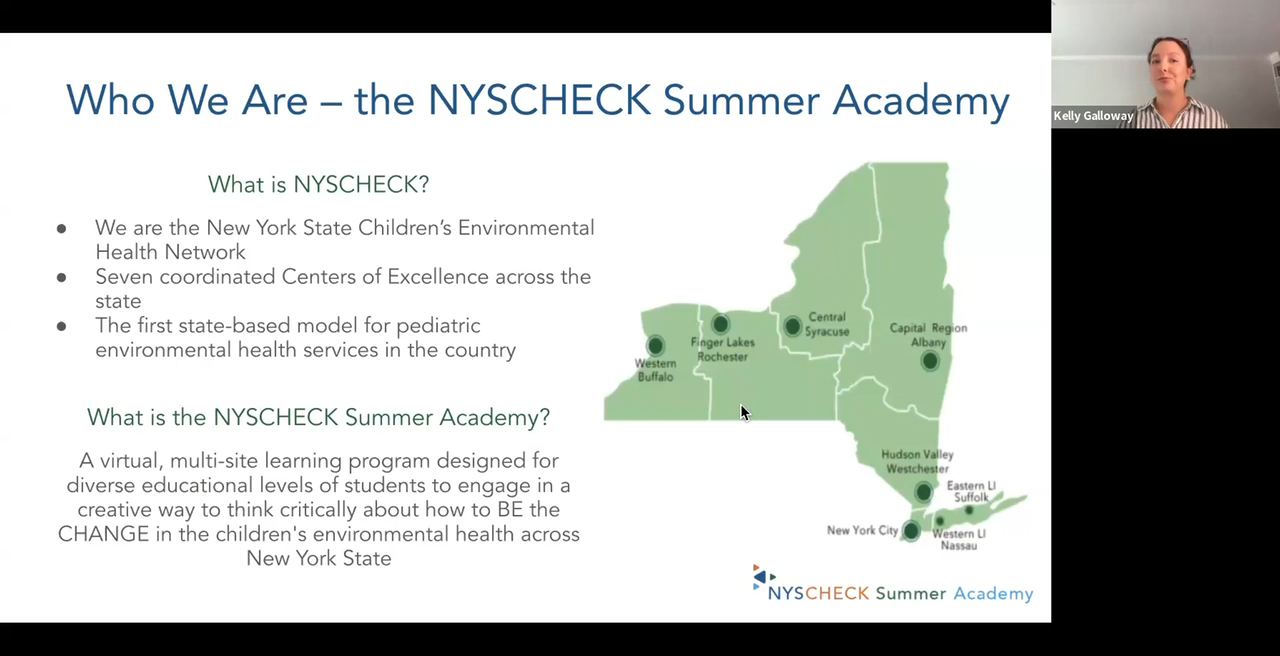 Who We Are – the NYSCHECK Summer Academy
Kelly Galloway
What is NYSCHECK?
● We are the New York State Children’s Environmental
Health Network
● Seven coordinated Centers of Excellence across the
state
● The first state-based model for pediatric
environmental health services in the country
What is the NYSCHECK Summer Academy?
A virtual, multi-site learning program designed for
diverse educational levels of students to engage in a
creative way to think critically about how to BE the
CHANGE in the children's environmental health across
New York State
Central
Syracuse
Finger Lakes
Rochester
Capital Region
Albany
Western
Buffalo
Hudson Valley
Westchester
Eastern LI
Suffolk
New York City
Western LI
Nassau
NYSCHECK Summer Academy